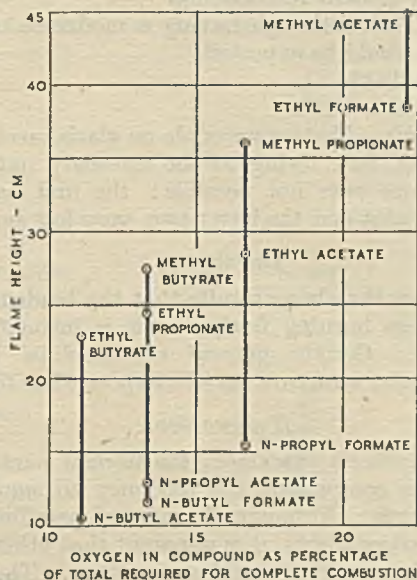 45
METHYL ACETATE
40
ETHYL FORMATE
METHYL PROPIONATE
30
ETHYL ACETATE
METHYL
BUTYRATE
ETHYL
PROPIONATE
ETHYL
BUTYRATE
20
N-PROPYL FORMATE
N-PROPYL ACETATE
N-BUTYL FORMATE
N-BUTYL ACETATE
10
FLAME HEIGHT - CM
10 15 20
OXYGEN IN COMPOUND AS PERCENTAGE
OF TOTAL REQUIRED FOR COMPLETE COMBUSTION